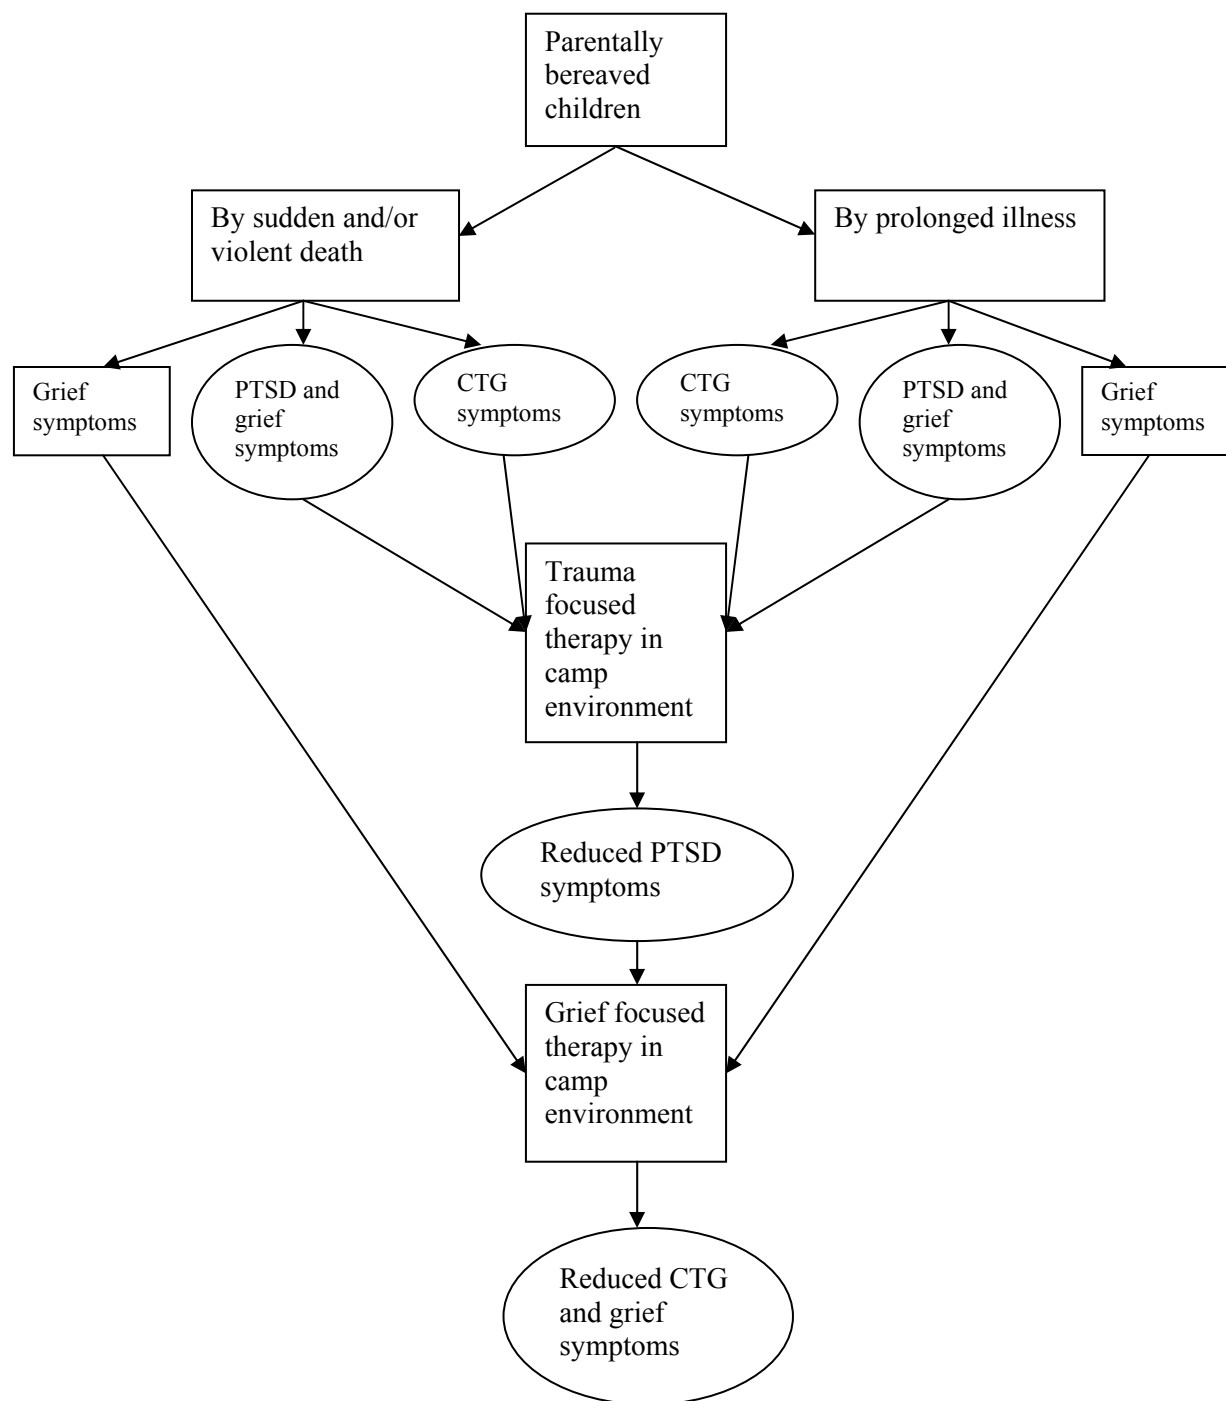 Parentally
bereaved
children
By sudden and/or
violent death
By prolonged illness
Grief
symptoms
PTSD and
grief
symptoms
CTG
symptoms
CTG
symptoms
PTSD and
grief
symptoms
Grief
symptoms
Trauma
focused
therapy in
camp
environment
Reduced PTSD
symptoms
Grief focused
therapy in
camp
environment
Reduced CTG
and grief
symptoms